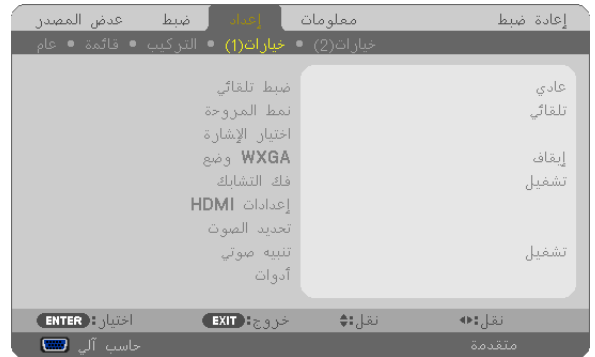 عرض المصدر ضبط إعداد معلومات إعادة ضبط
عام • قائمة • التركيب • خيارات(1) • خيارات(2)
ضبط تلقائي عادي
نمط المروحة تلقائي
اختيار الإشارة
وضع WXGA إيقاف
فك التشابك تشغيل
إعدادات HDMI
تحديد الصوت
تنبيه صوتي تشغيل
أدوات
ENTER :اختيار EXIT :خروج نقل: نقل:
حاسب آلي متقدمة